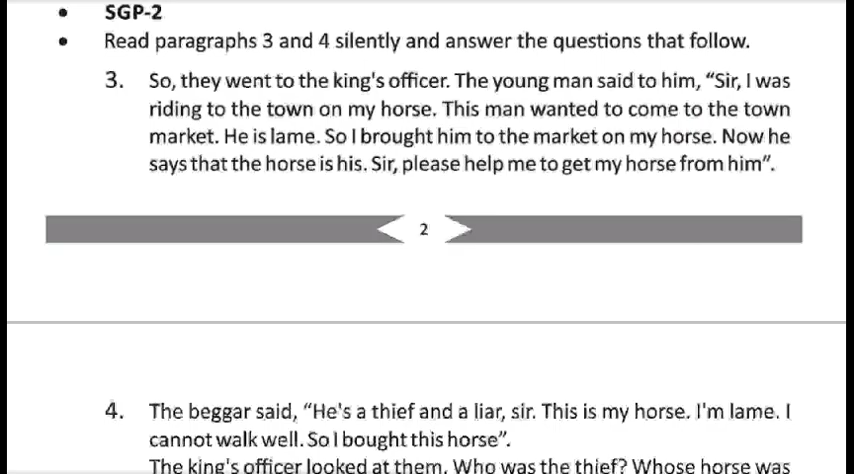 • SGP-2
• Read paragraphs 3 and 4 silently and answer the questions that follow.
3. So, they went to the king's officer. The young man said to him, “Sir, I was
riding to the town on my horse. This man wanted to come to the town
market. He is lame. So I brought him to the market on my horse. Now he
says that the horse is his. Sir, please help me to get my horse from him”.
2
4. The beggar said, “He's a thief and a liar, sir. This is my horse. I'm lame. I
cannot walk well. So I bought this horse”.
The king's officer looked at them. Who was the thief? Whose horse was